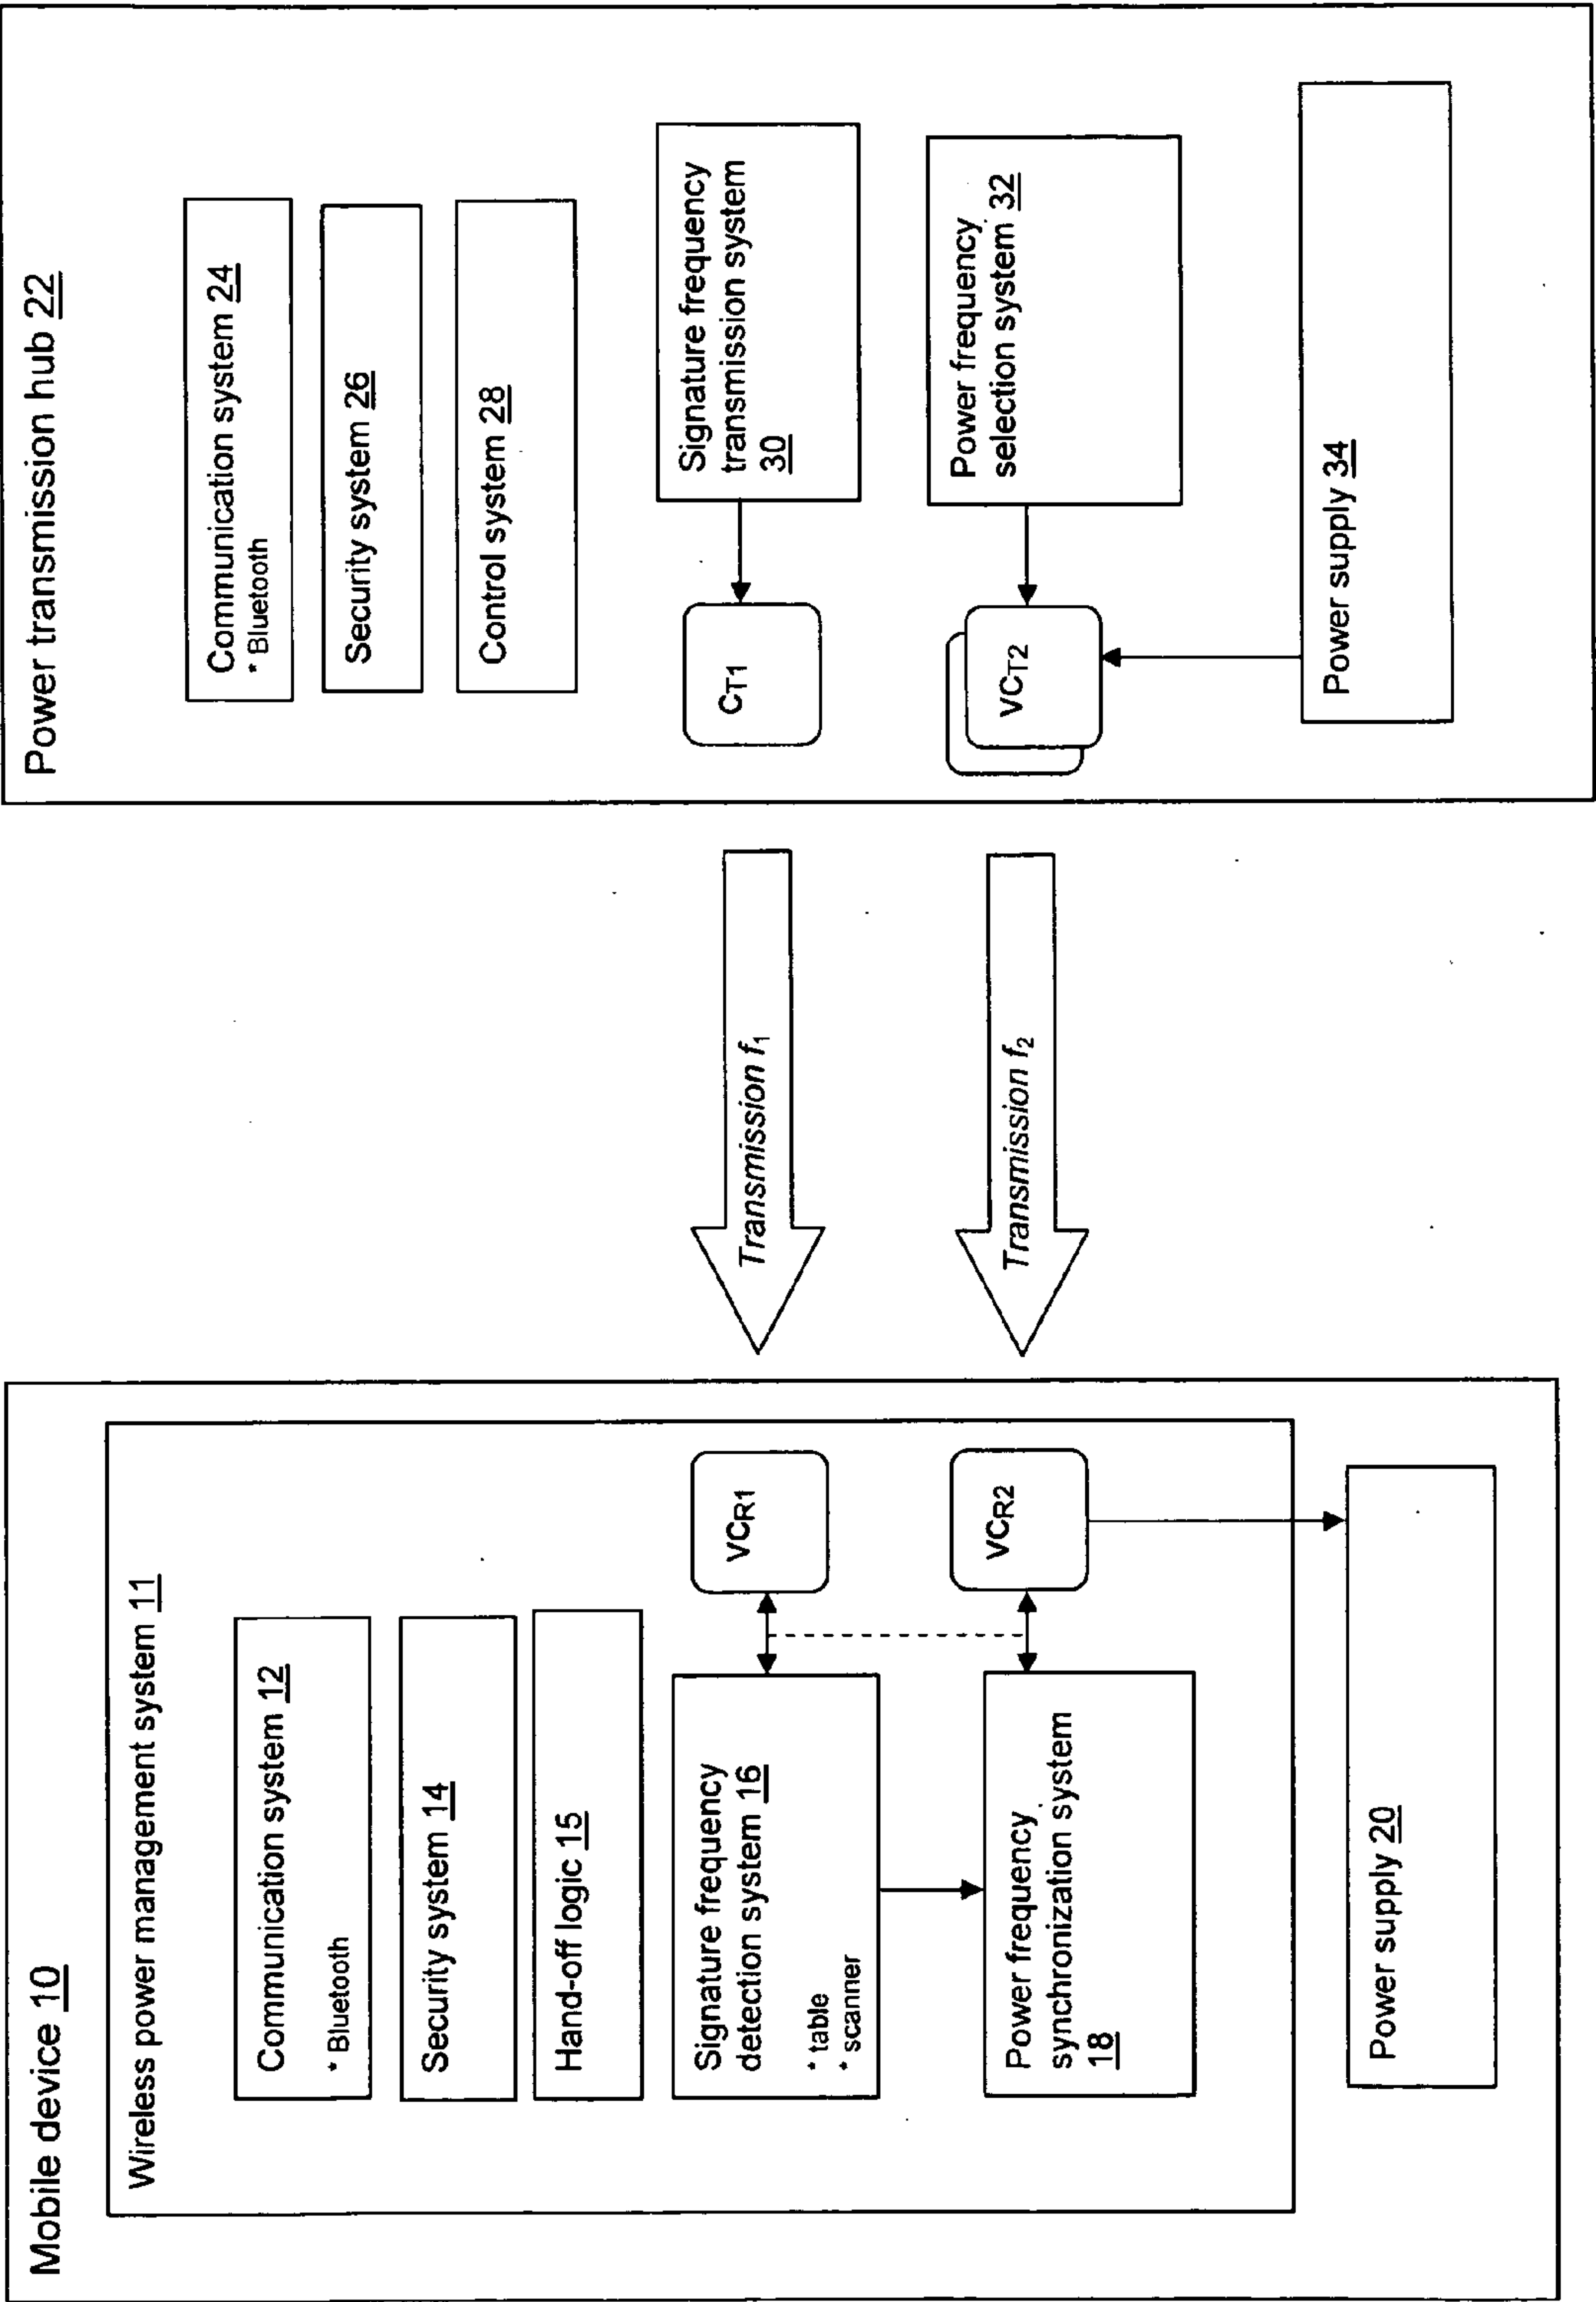 Mobile device 10
Wireless power management system 11
Communication system 12
* Bluetooth
Security system 14
Hand-off logic 15
Signature frequency
detection system 16
* table
* scanner
Power frequency
synchronization system
18
VCR1
VCR2
Power supply 20
Transmission f1
Transmission f2
Power transmission hub 22
Communication system 24
* Bluetooth
Security system 26
Control system 28
CT1
Signature frequency
transmission system
30
VCT2
Power frequency
selection system 32
Power supply 34